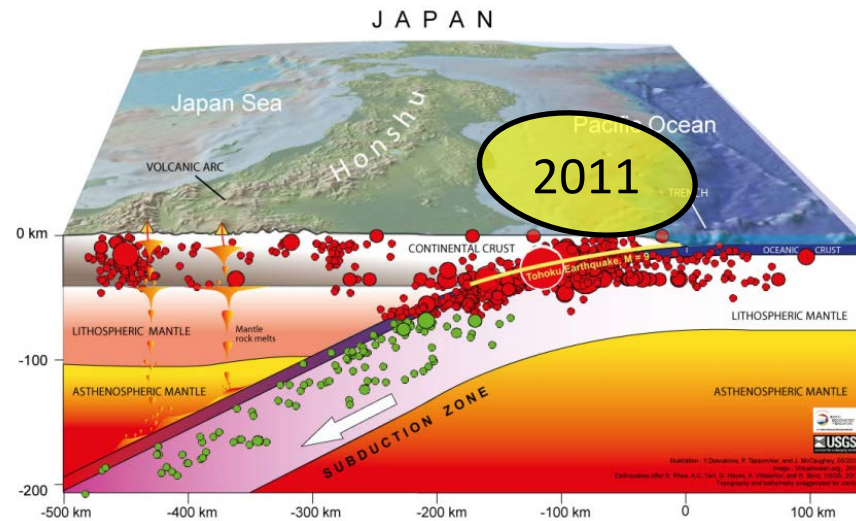 JAPAN
Japan Sea
Honshu
Pacific Ocean
2011
VOLCANIC ARC
TRENCH
0 km
CONTINENTAL CRUST
OCEANIC CRUST
Tohoku Earthquake, M = 9
LITHOSPHERIC MANTLE
Mantle
rock melts
LITHOSPHERIC MANTLE
-100
ASTHENOSPHERIC MANTLE
ASTHENOSPHERIC MANTLE
SUBDUCTION ZONE
USGS
-200
-500 km
-400 km
-300 km
-200 km
-100 km
0 km
100 km